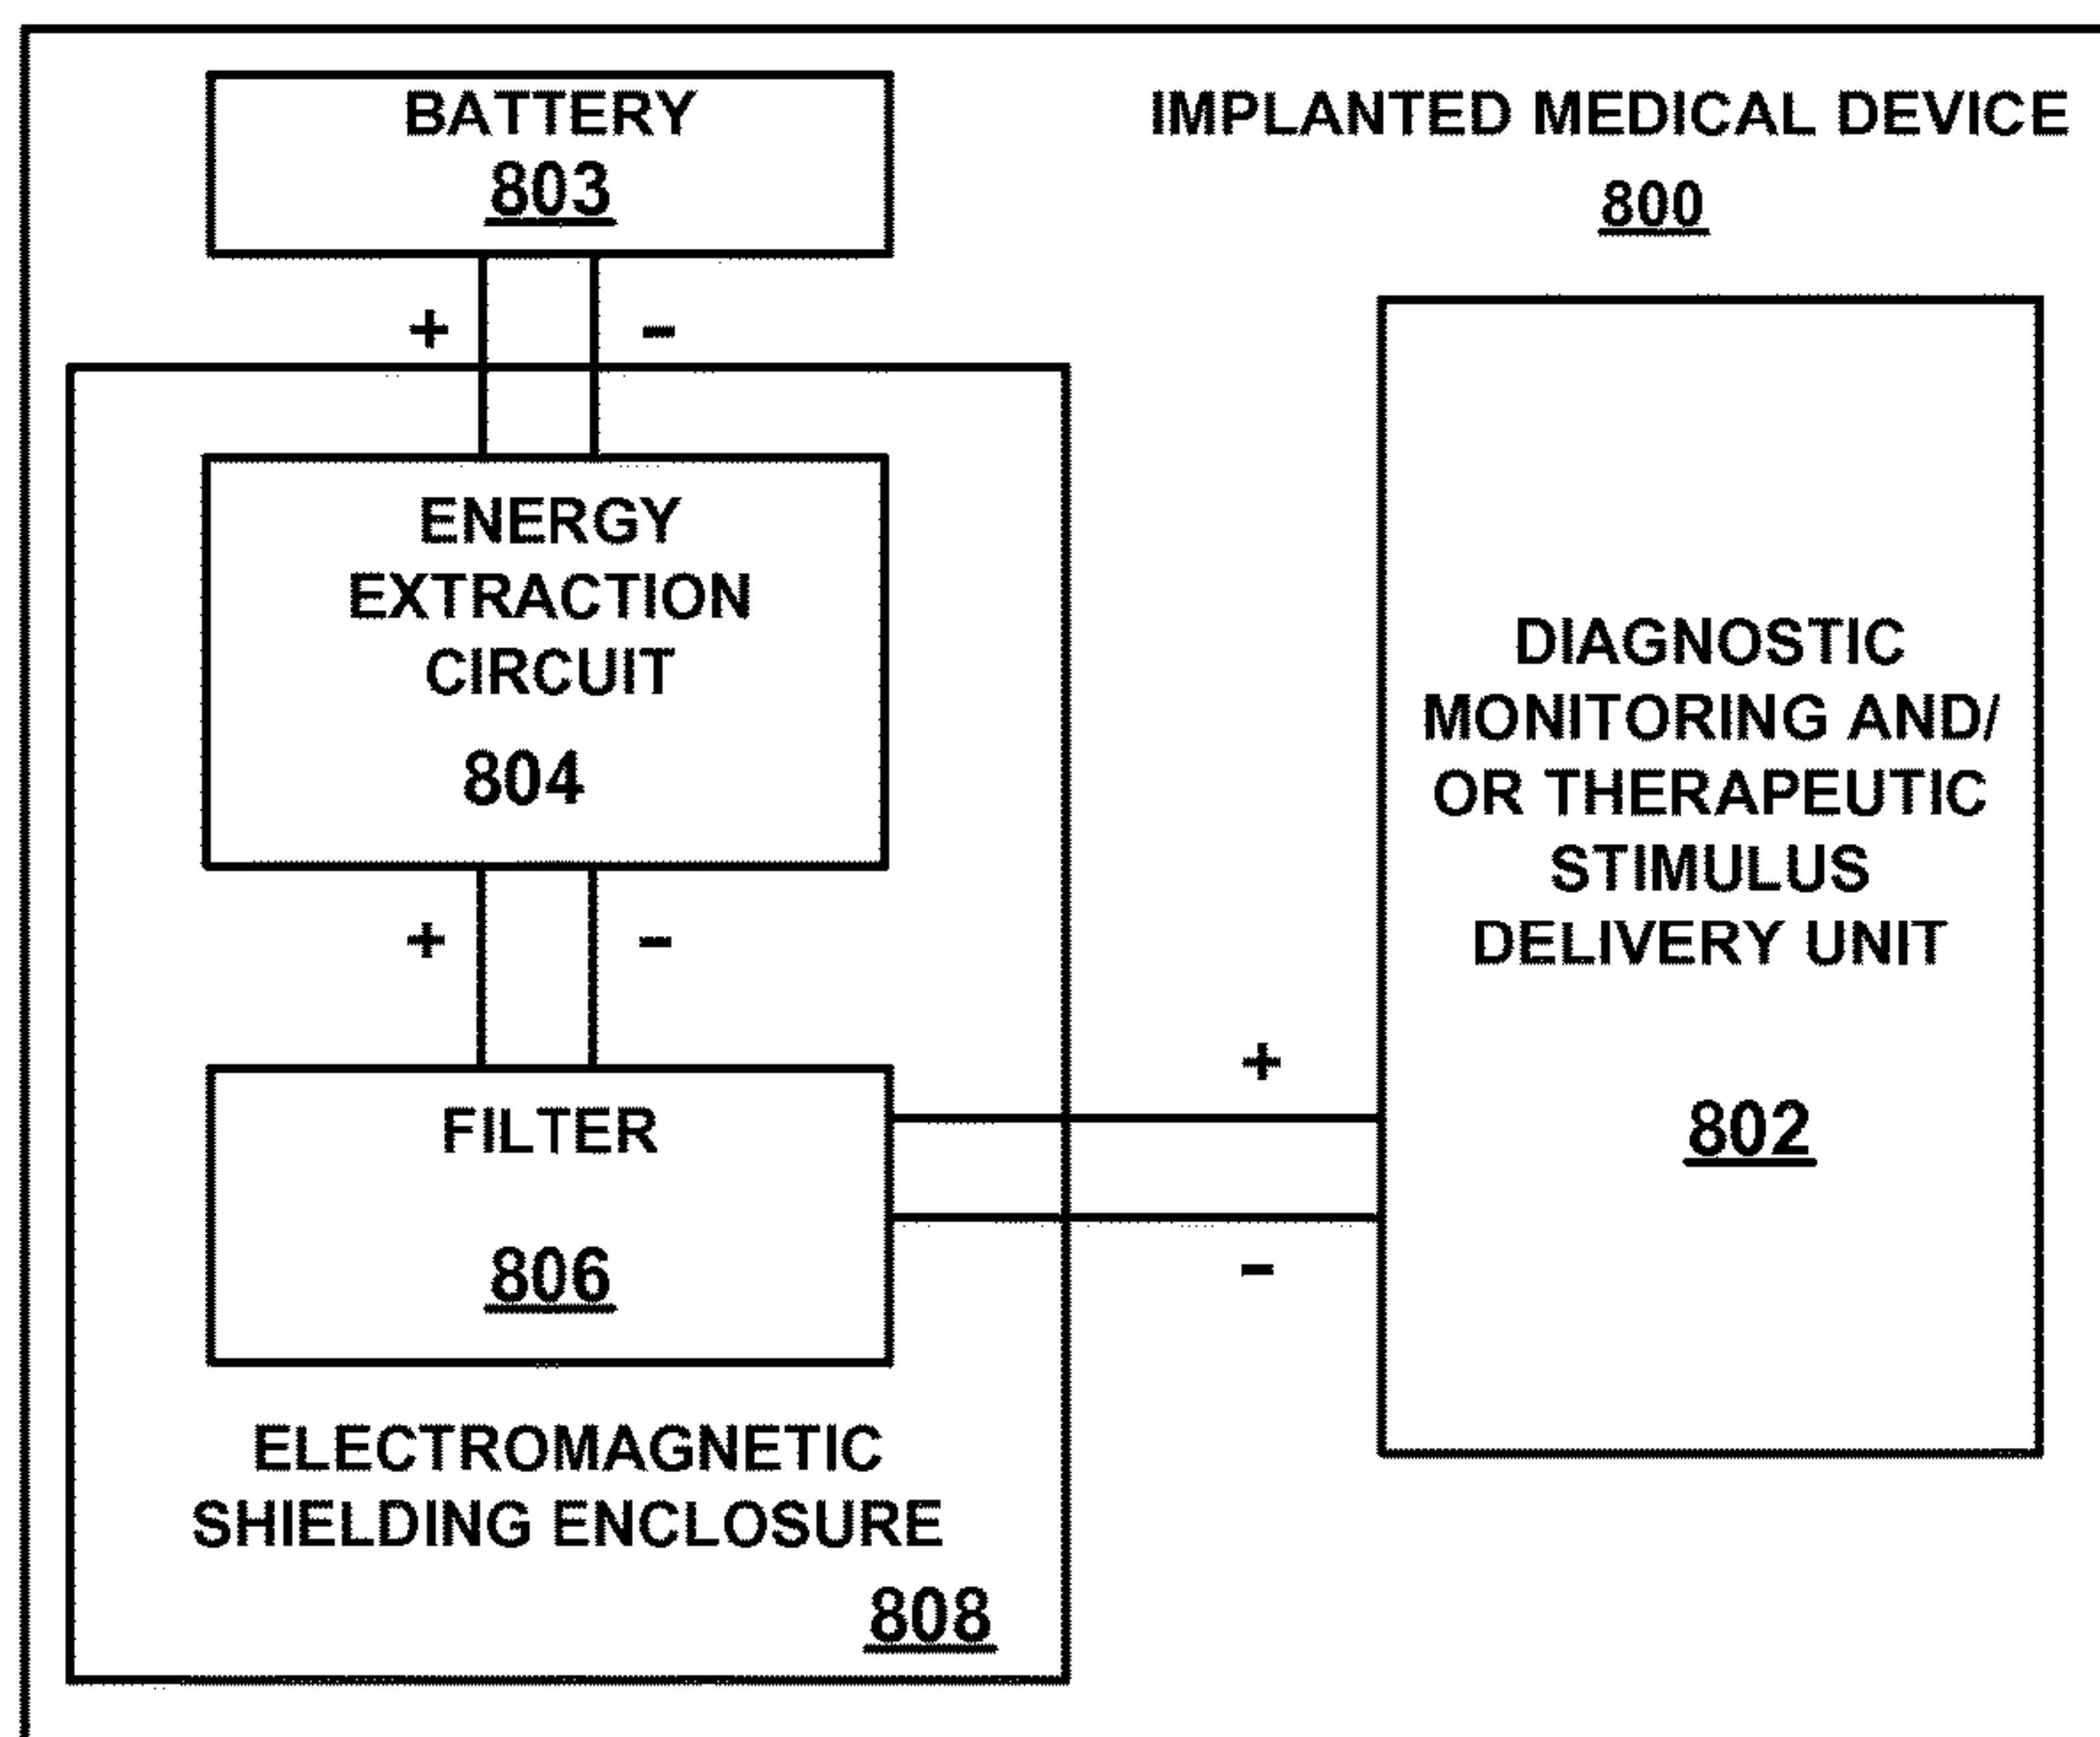 BATTERY
803
IMPLANTED MEDICAL DEVICE
800
+ -
ENERGY
EXTRACTION
CIRCUIT
804
+ -
FILTER
806
ELECTROMAGNETIC
SHIELDING ENCLOSURE
808
+
-
DIAGNOSTIC
MONITORING AND/
OR THERAPEUTIC
STIMULUS
DELIVERY UNIT
802